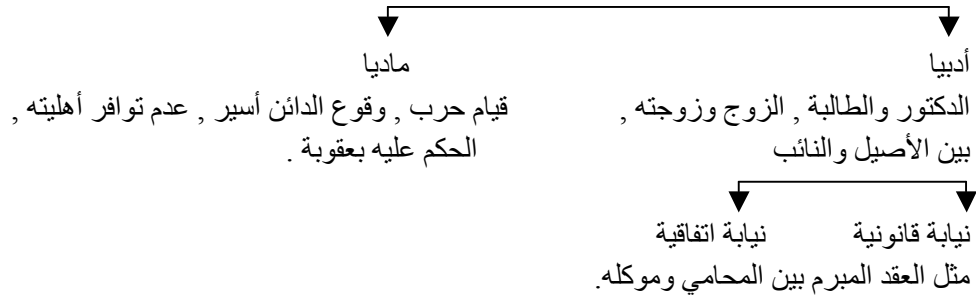 أدبيا ماديا
الدكتور والطالبة , الزوج وزوجته , قيام حرب , وقوع الدائن أسير , عدم توافر أهليته ,
بين الأصيل والنائب الحكم عليه بعقوبة .
نيابة قانونية نيابة اتفاقية
مثل العقد المبرم بين المحامي وموكله.